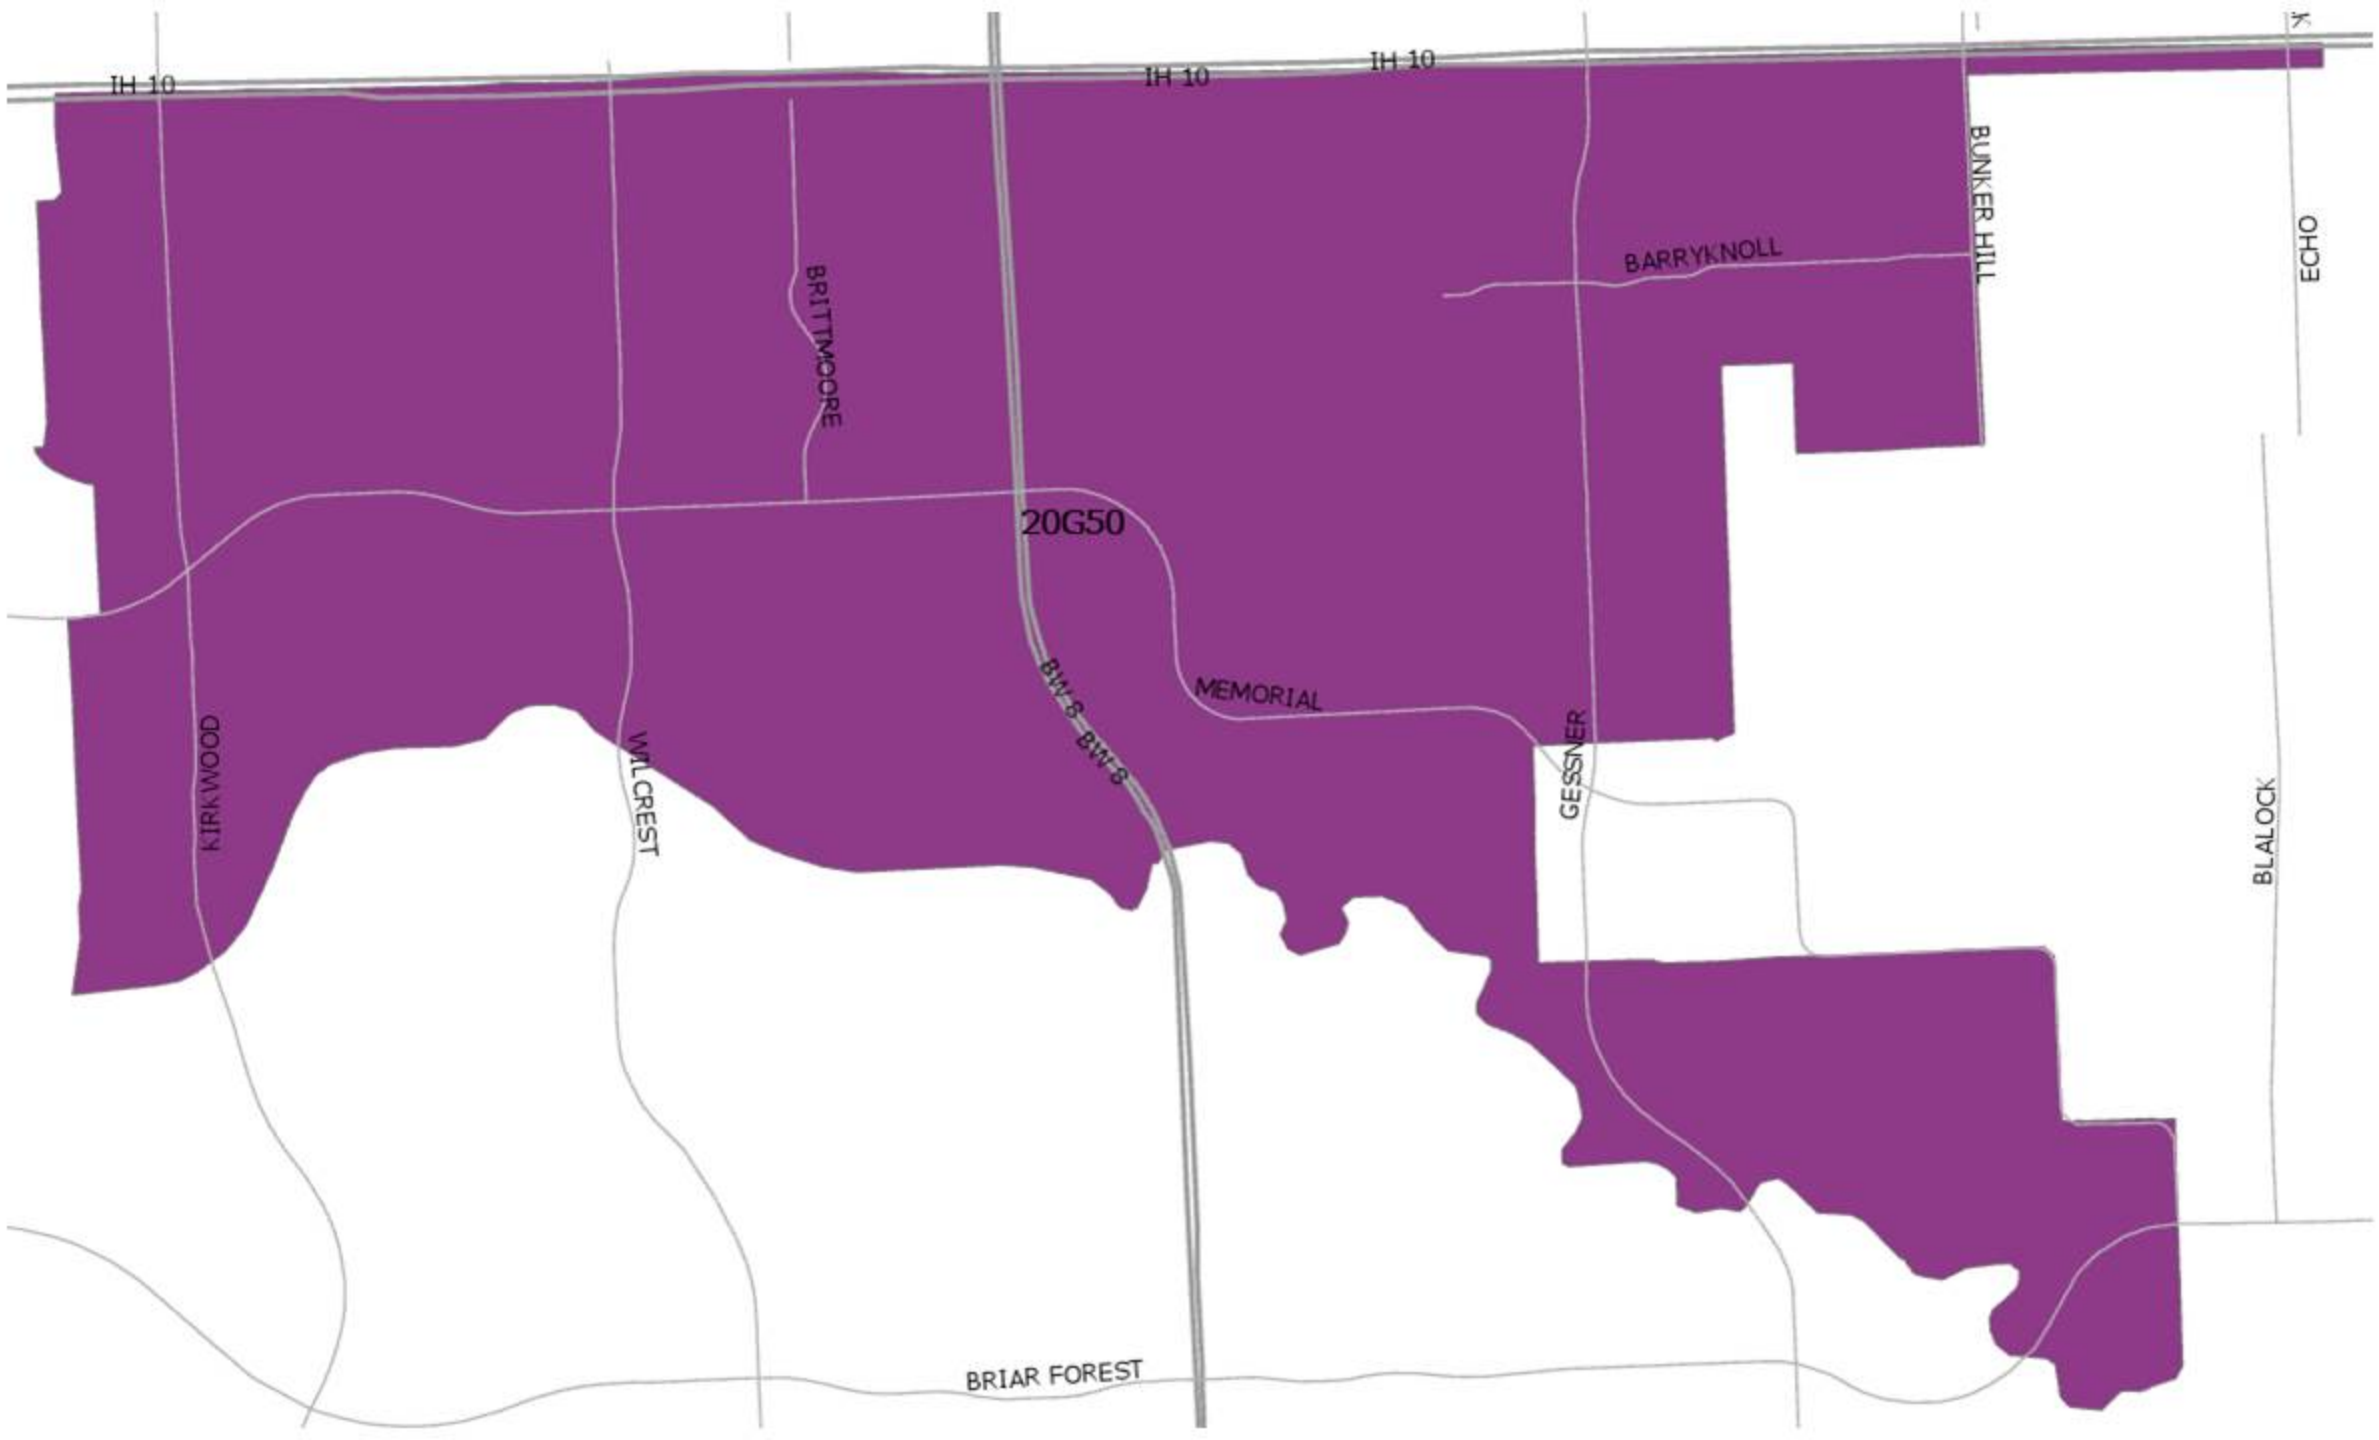 K
IH 10
IH 10
IH 10
BUNKER HILL
ECHO
BARRYKNOLL
BRITTMOORE
20G50
BW 8
MEMORIAL
BW 8
GESSNER
KIRKWOOD
WILCREST
BLALOCK
BRIAR FOREST